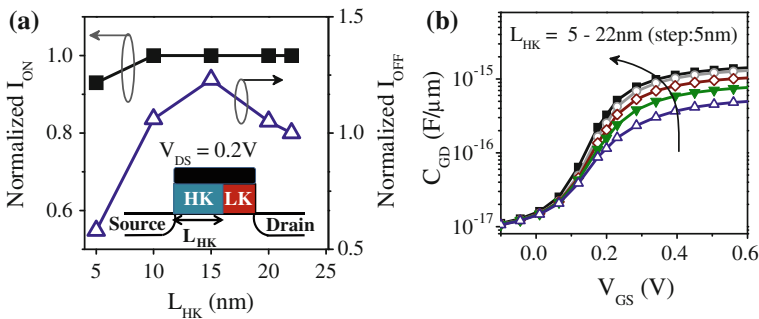 (a)
Normalized I_ON
1.0
0.8
0.6
5
10
15
20
25
L_HK (nm)
1.5
1.0
0.5
Normalized I_OFF
V_DS = 0.2V
HK
LK
Source
Drain
L_HK
(b)
L_HK = 5 - 22nm (step:5nm)
C_GD (F/μm)
10^-15
10^-16
10^-17
0.0
0.2
0.4
0.6
V_GS (V)